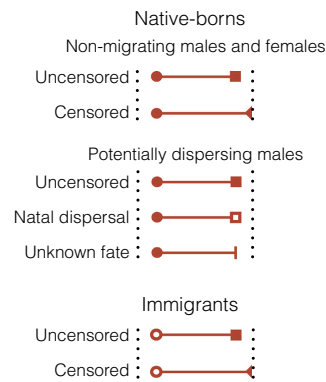 Native-borns
Non-migrating males and females
Uncensored
Censored
Potentially dispersing males
Uncensored
Natal dispersal
Unknown fate
Immigrants
Uncensored
Censored